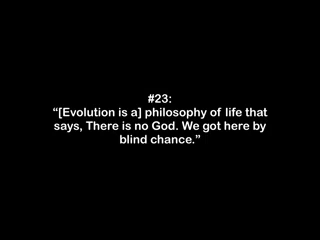 #23:
“[Evolution is a] philosophy of life that
says, There is no God. We got here by
blind chance.”